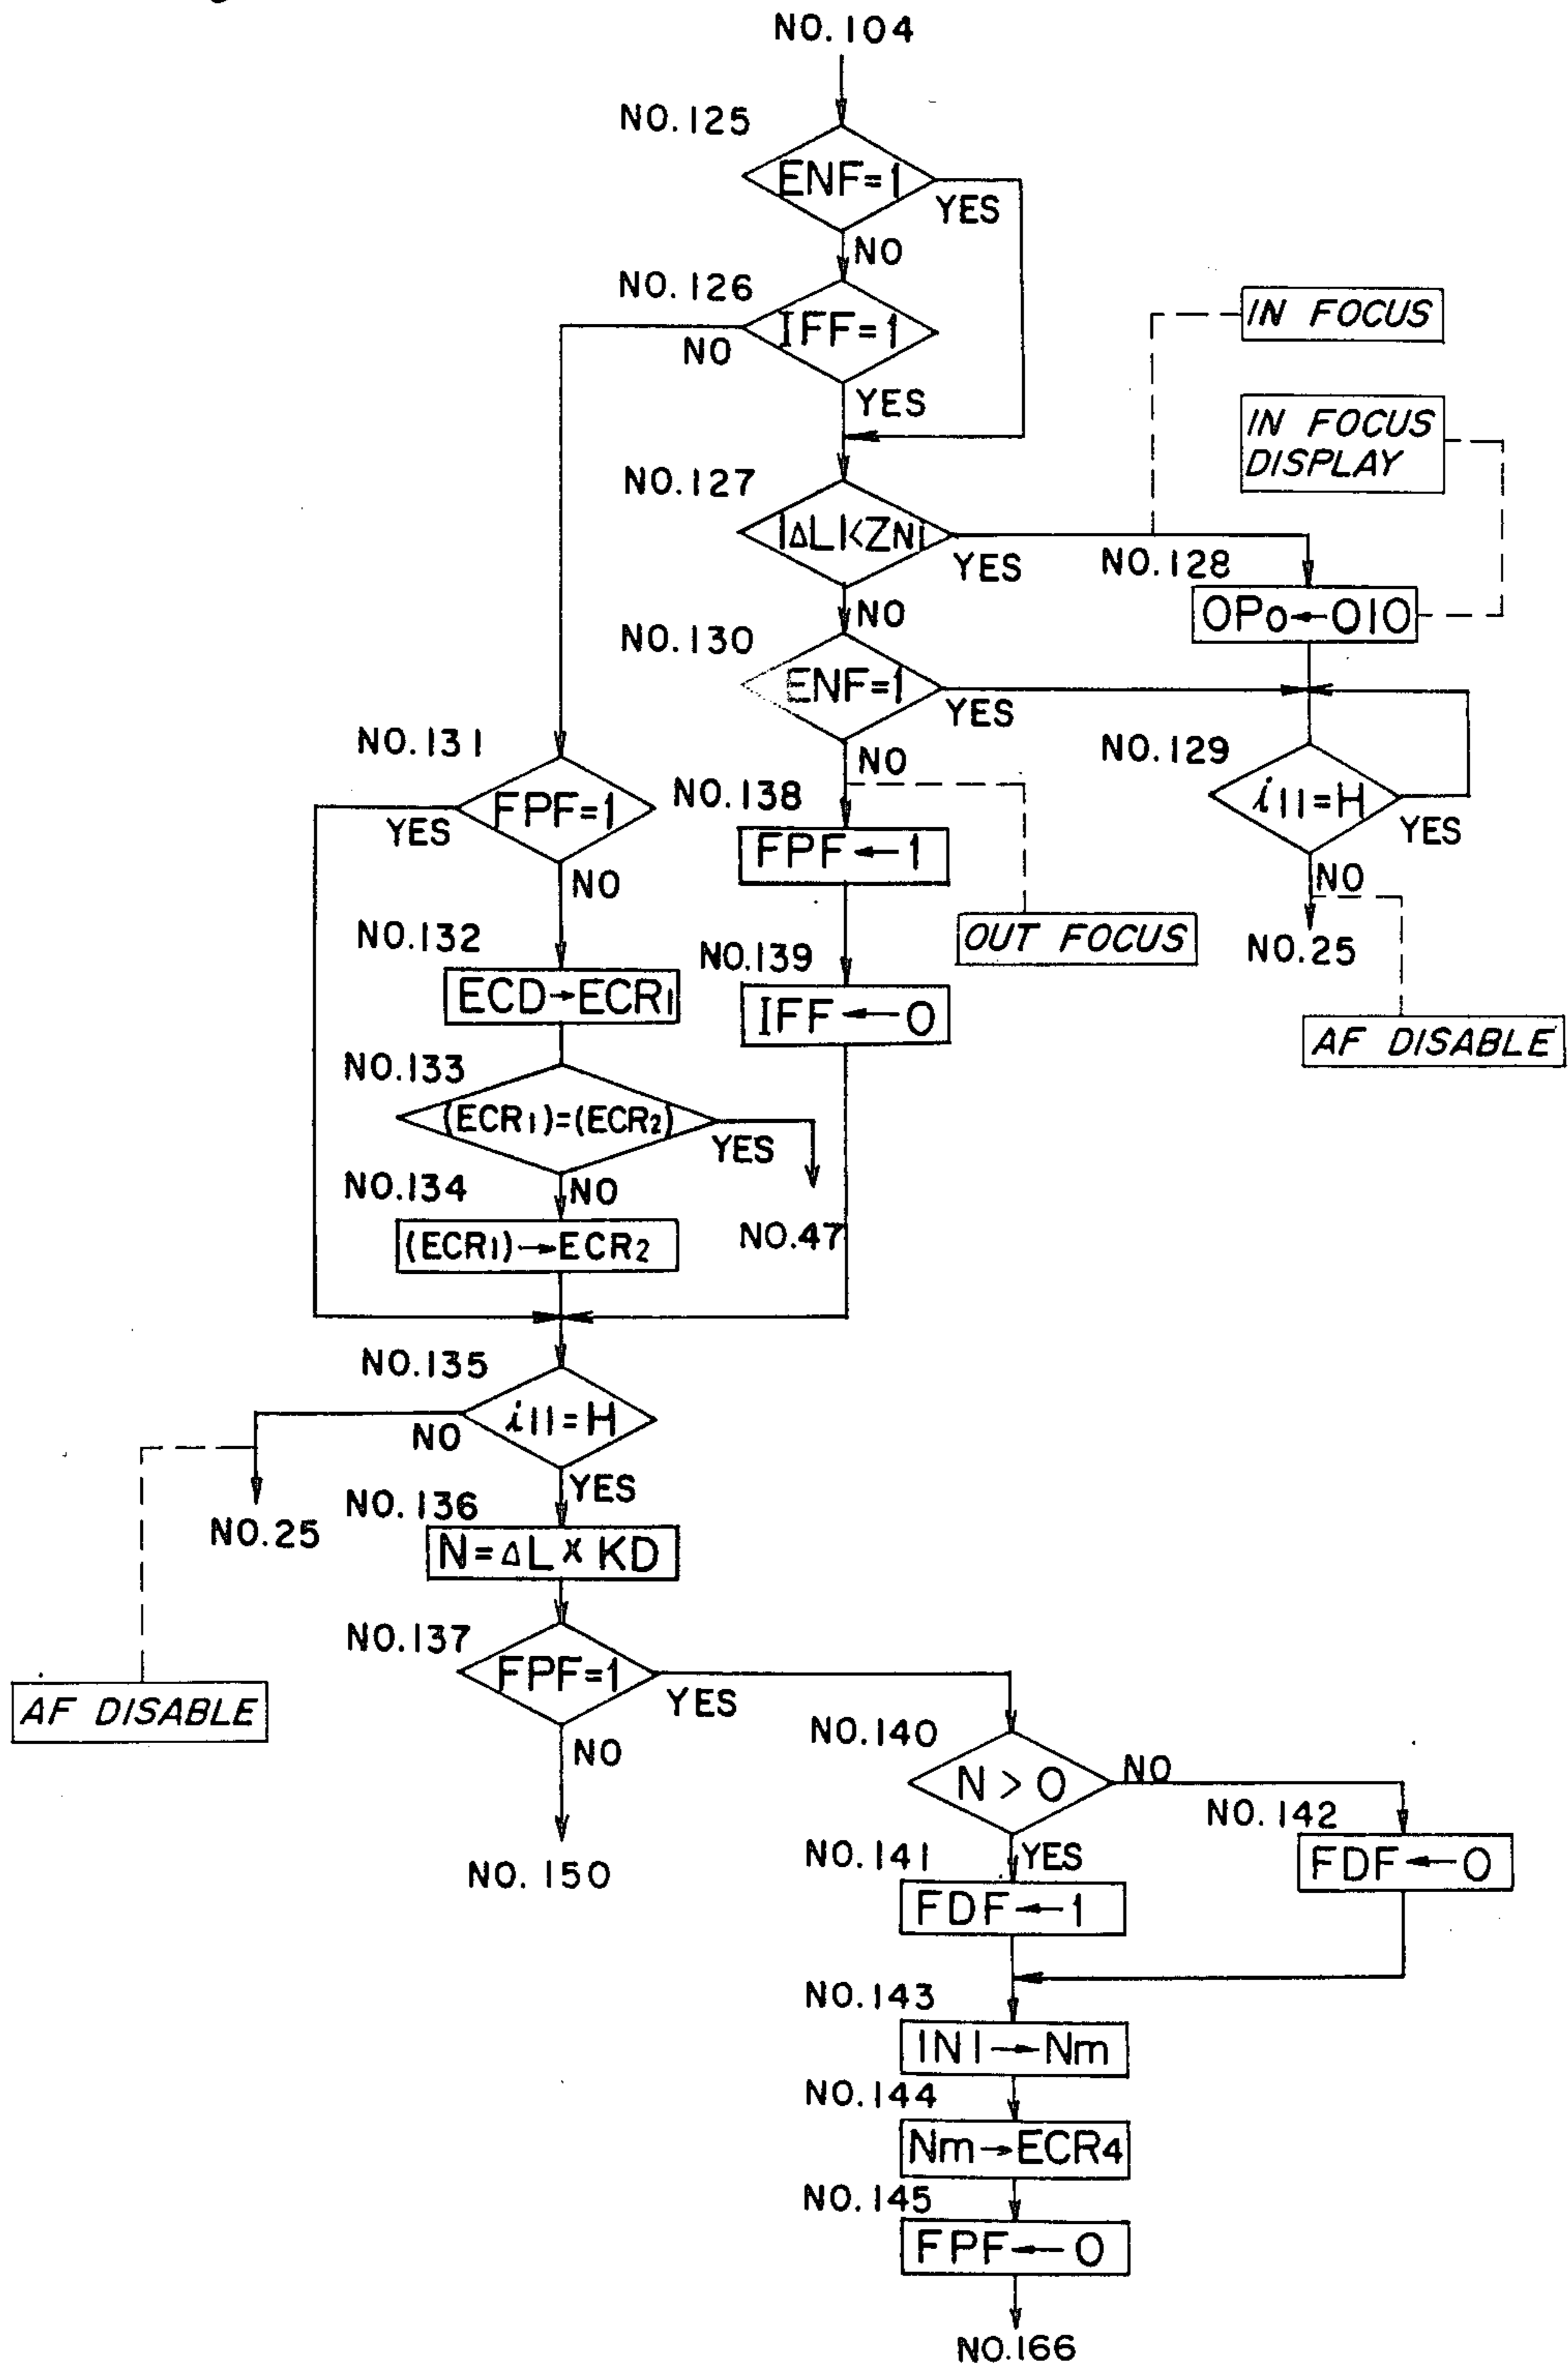 NO.104
NO.125
ENF=1
YES
NO
NO.126
IFF=1
NO
YES
IN FOCUS
IN FOCUS
DISPLAY
NO.127
|ΔL|<ZN1
YES
NO
NO.128
OPo←010
NO.130
ENF=1
YES
NO
NO.129
i11=H
YES
NO
NO.25
AF DISABLE
NO.131
FPF=1
YES
NO
NO.138
FPF←1
OUT FOCUS
NO.132
ECD→ECR1
NO.139
IFF←0
NO.133
(ECR1)=(ECR2)
YES
NO
NO.47
NO.134
(ECR1)→ECR2
NO.135
i11=H
NO
YES
NO.25
AF DISABLE
NO.136
N=ΔL×KD
NO.137
FPF=1
YES
NO
NO.150
NO.140
N>0
NO
YES
NO.142
FDF←0
NO.141
FDF←1
NO.143
|N|→Nm
NO.144
Nm→ECR4
NO.145
FPF←0
NO.166